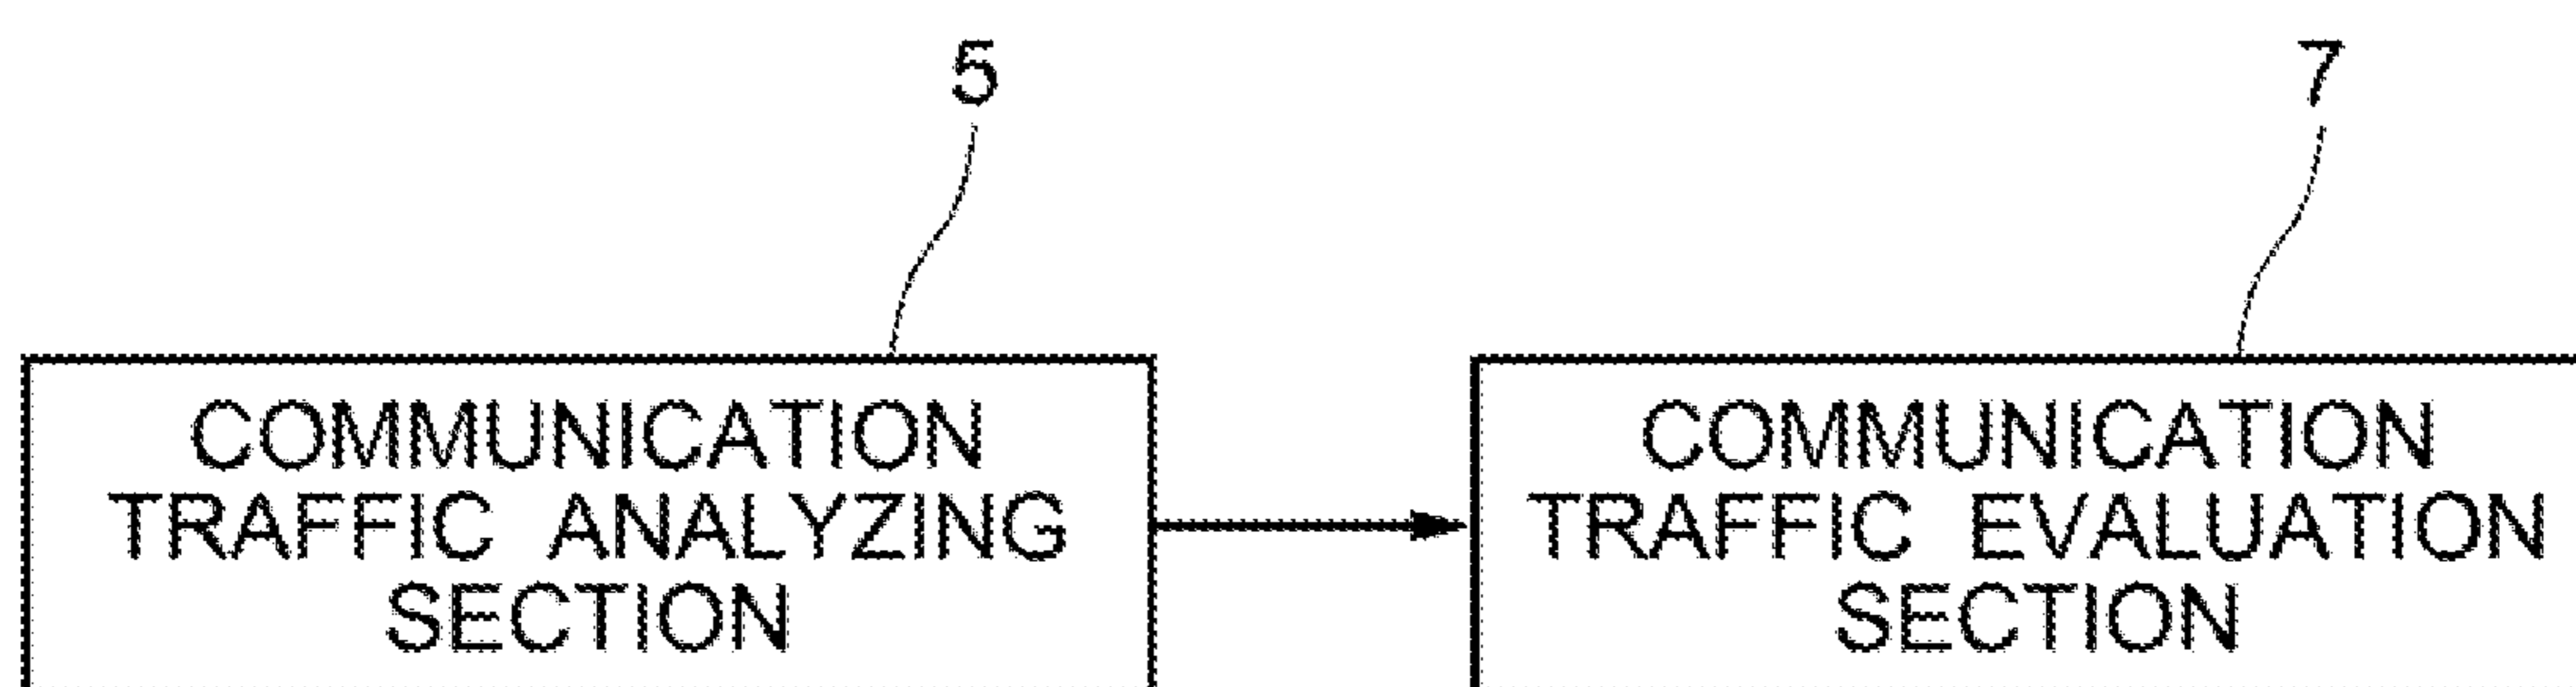 5
7
COMMUNICATION
TRAFFIC ANALYZING
SECTION
COMMUNICATION
TRAFFIC EVALUATION
SECTION